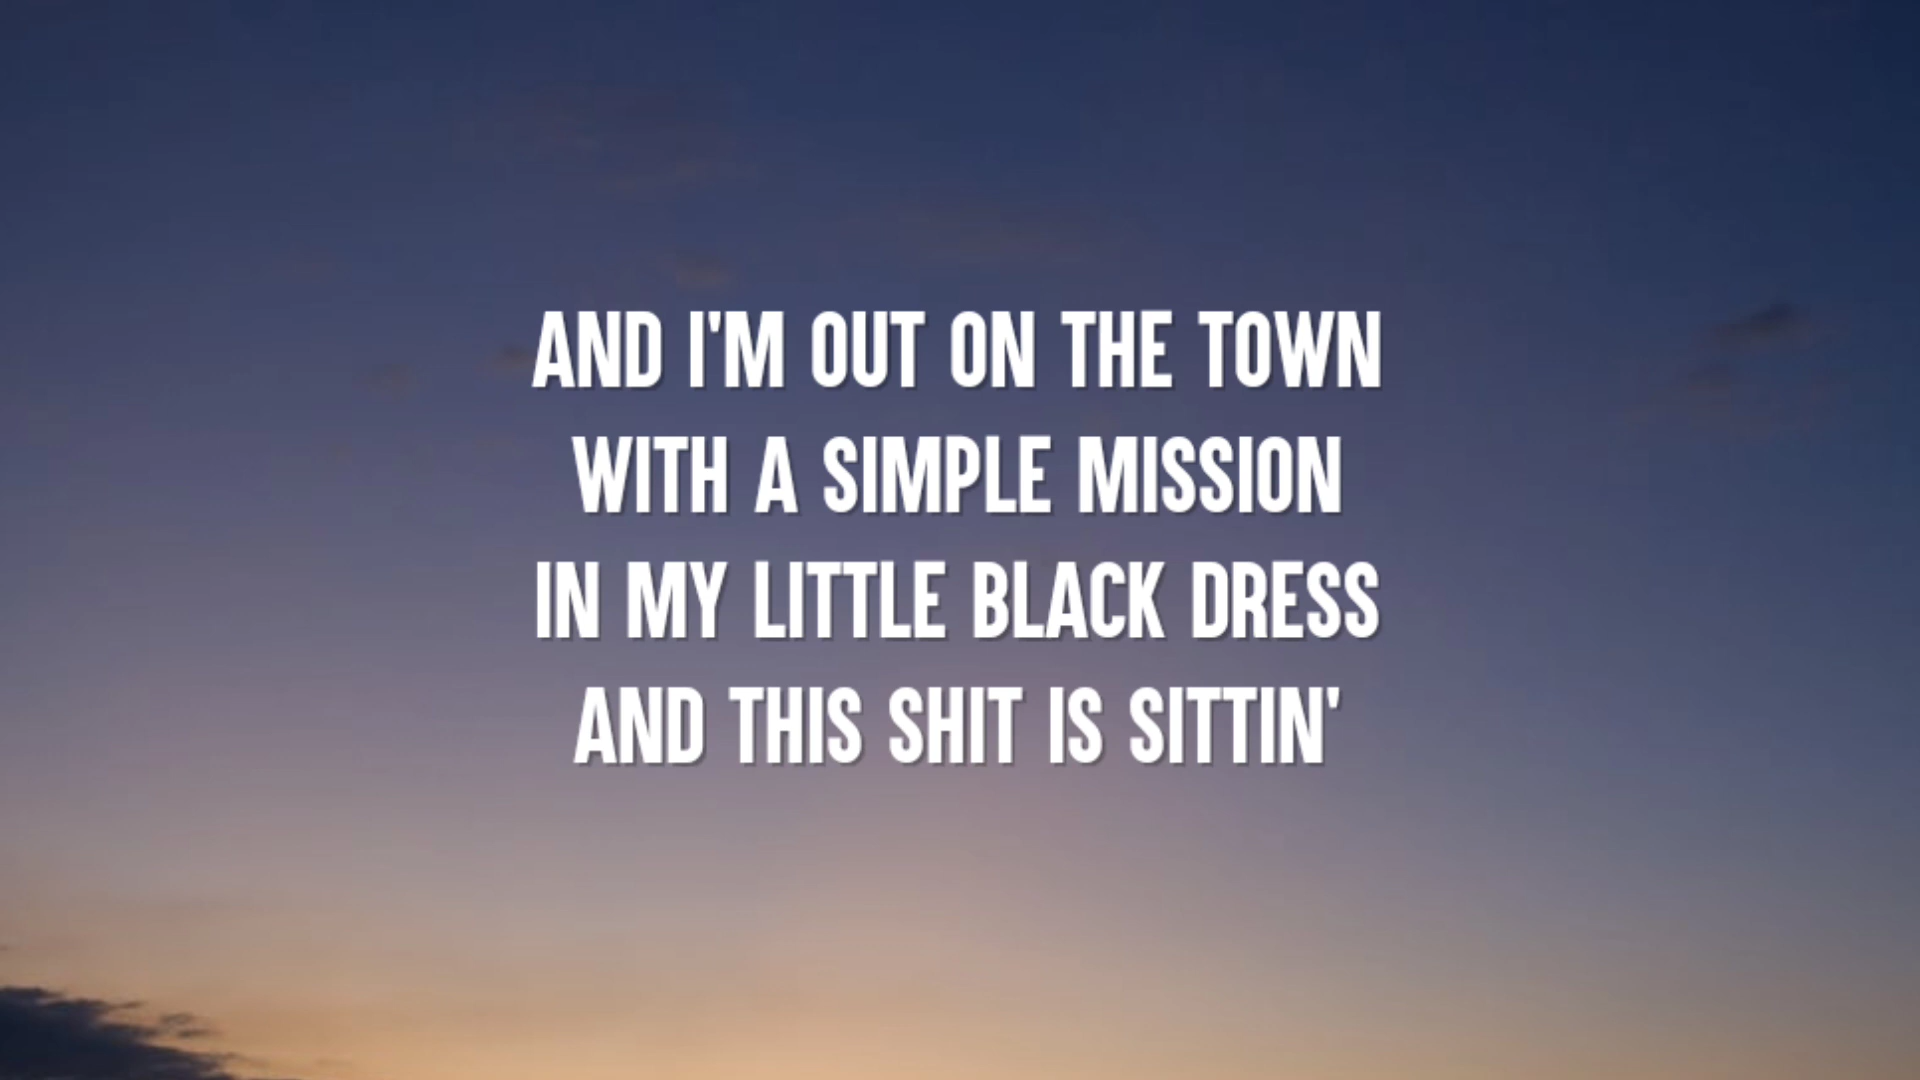 AND I'M OUT ON THE TOWN
WITH A SIMPLE MISSION
IN MY LITTLE BLACK DRESS
AND THIS SHIT IS SITTIN'